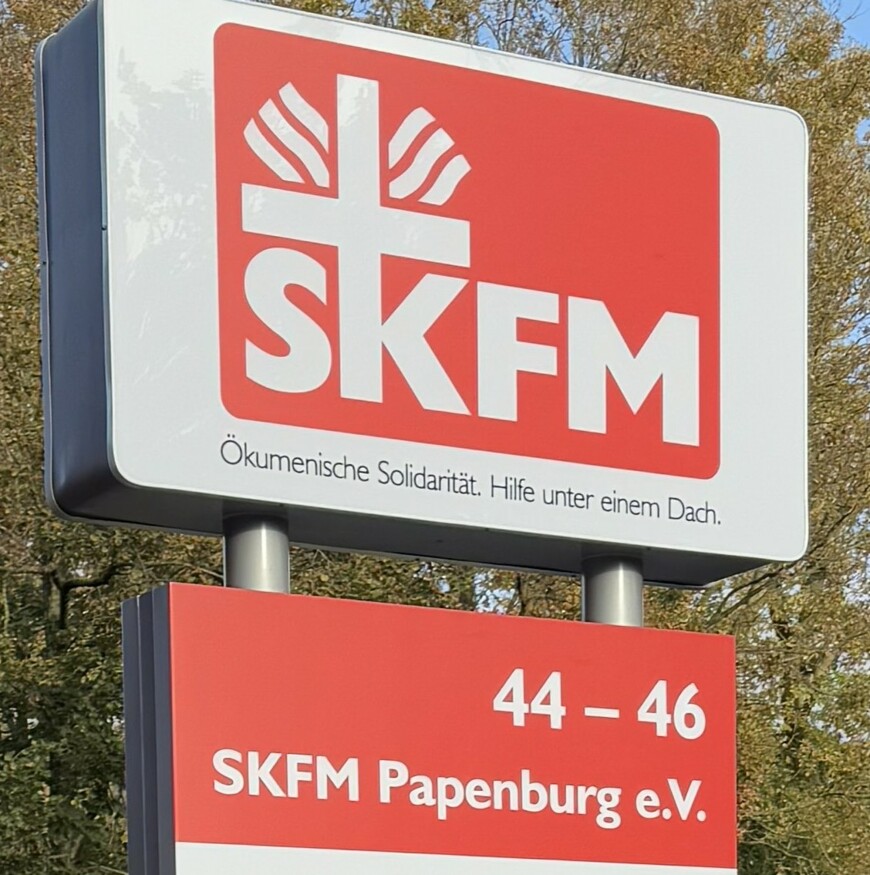 SKFM
Ökumenische Solidarität. Hilfe unter einem Dach.
44 – 46
SKFM Papenburg e.V.